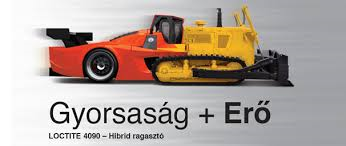 Gyorsaság + Erő
LOCTITE 4090 – Hibrid ragasztó